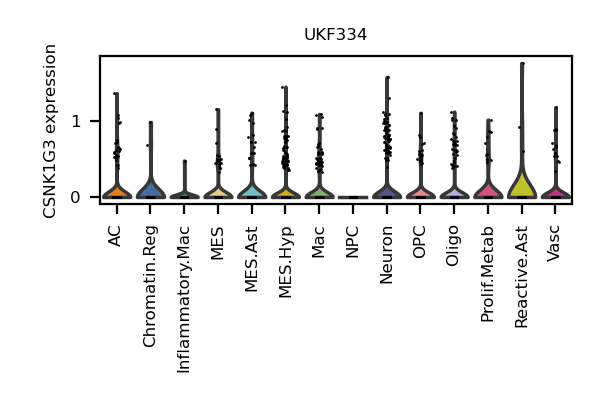 UKF334
CSNK1G3 expression
1
0
AC
Chromatin.Reg
Inflammatory.Mac
MES
MES.Ast
MES.Hyp
Mac
NPC
Neuron
OPC
Oligo
Prolif.Metab
Reactive.Ast
Vasc